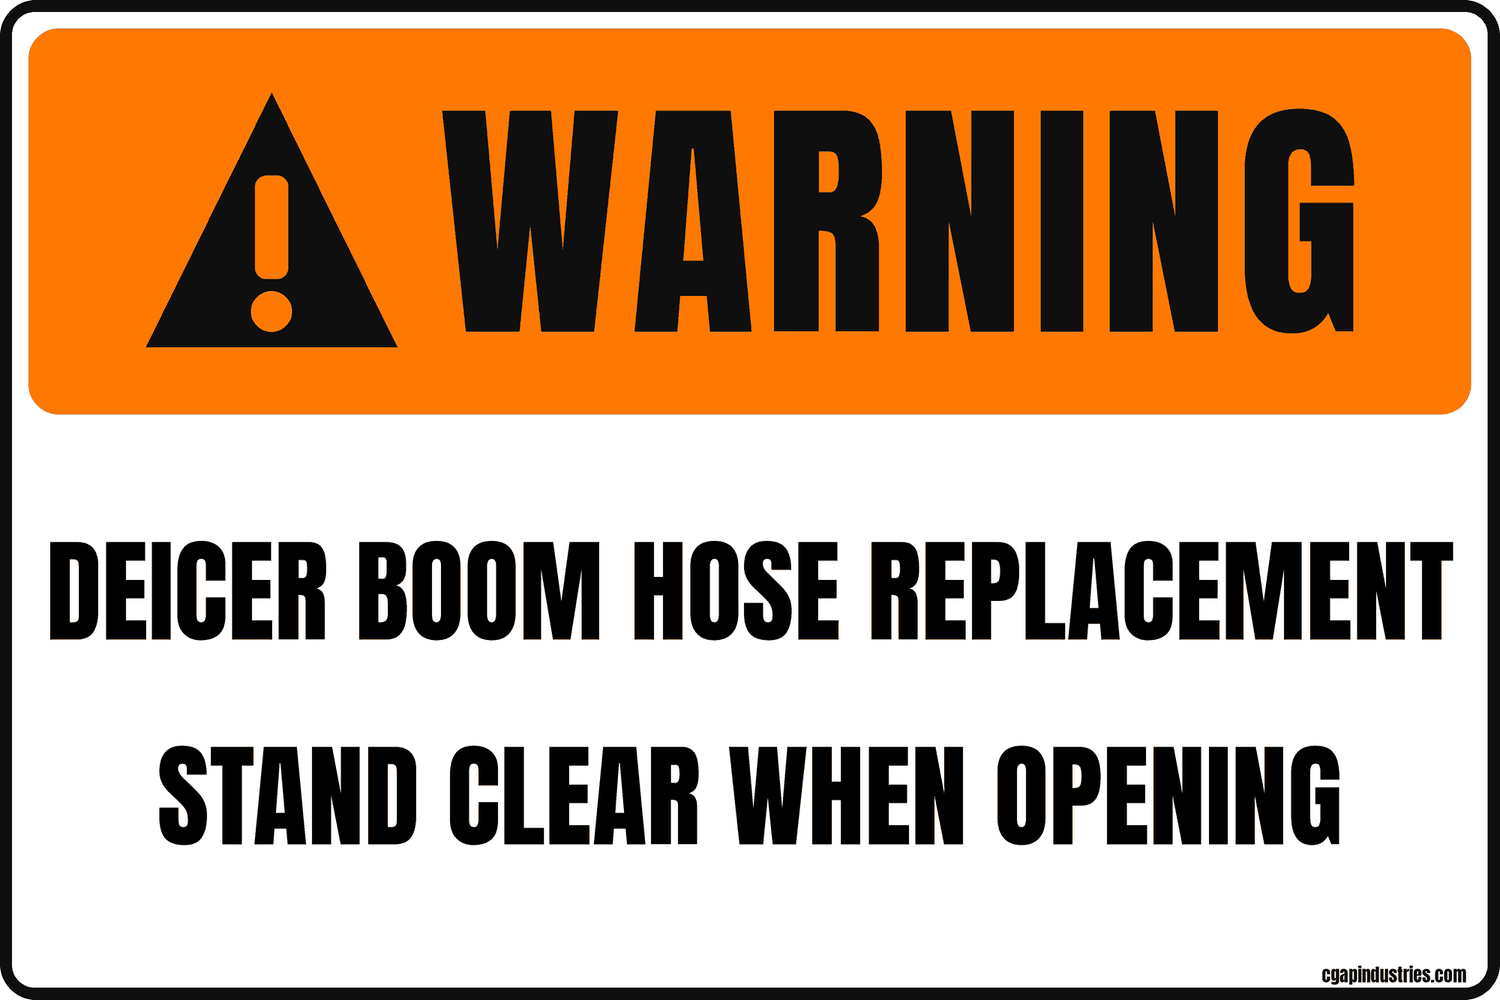 WARNING
DEICER BOOM HOSE REPLACEMENT
STAND CLEAR WHEN OPENING
cgapindustries.com